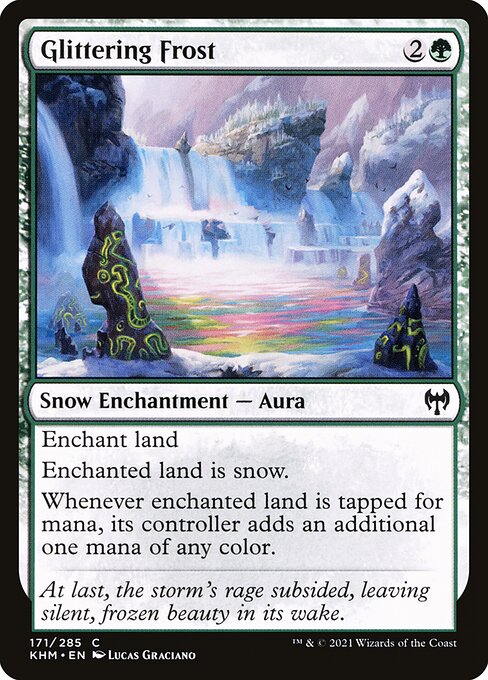 Glittering Frost 2
Snow Enchantment — Aura
Enchant land
Enchanted land is snow.
Whenever enchanted land is tapped for
mana, its controller adds an additional
one mana of any color.
At last, the storm's rage subsided, leaving
silent, frozen beauty in its wake.
171/285 C
KHM • EN Lucas Graciano
™ & © 2021 Wizards of the Coast